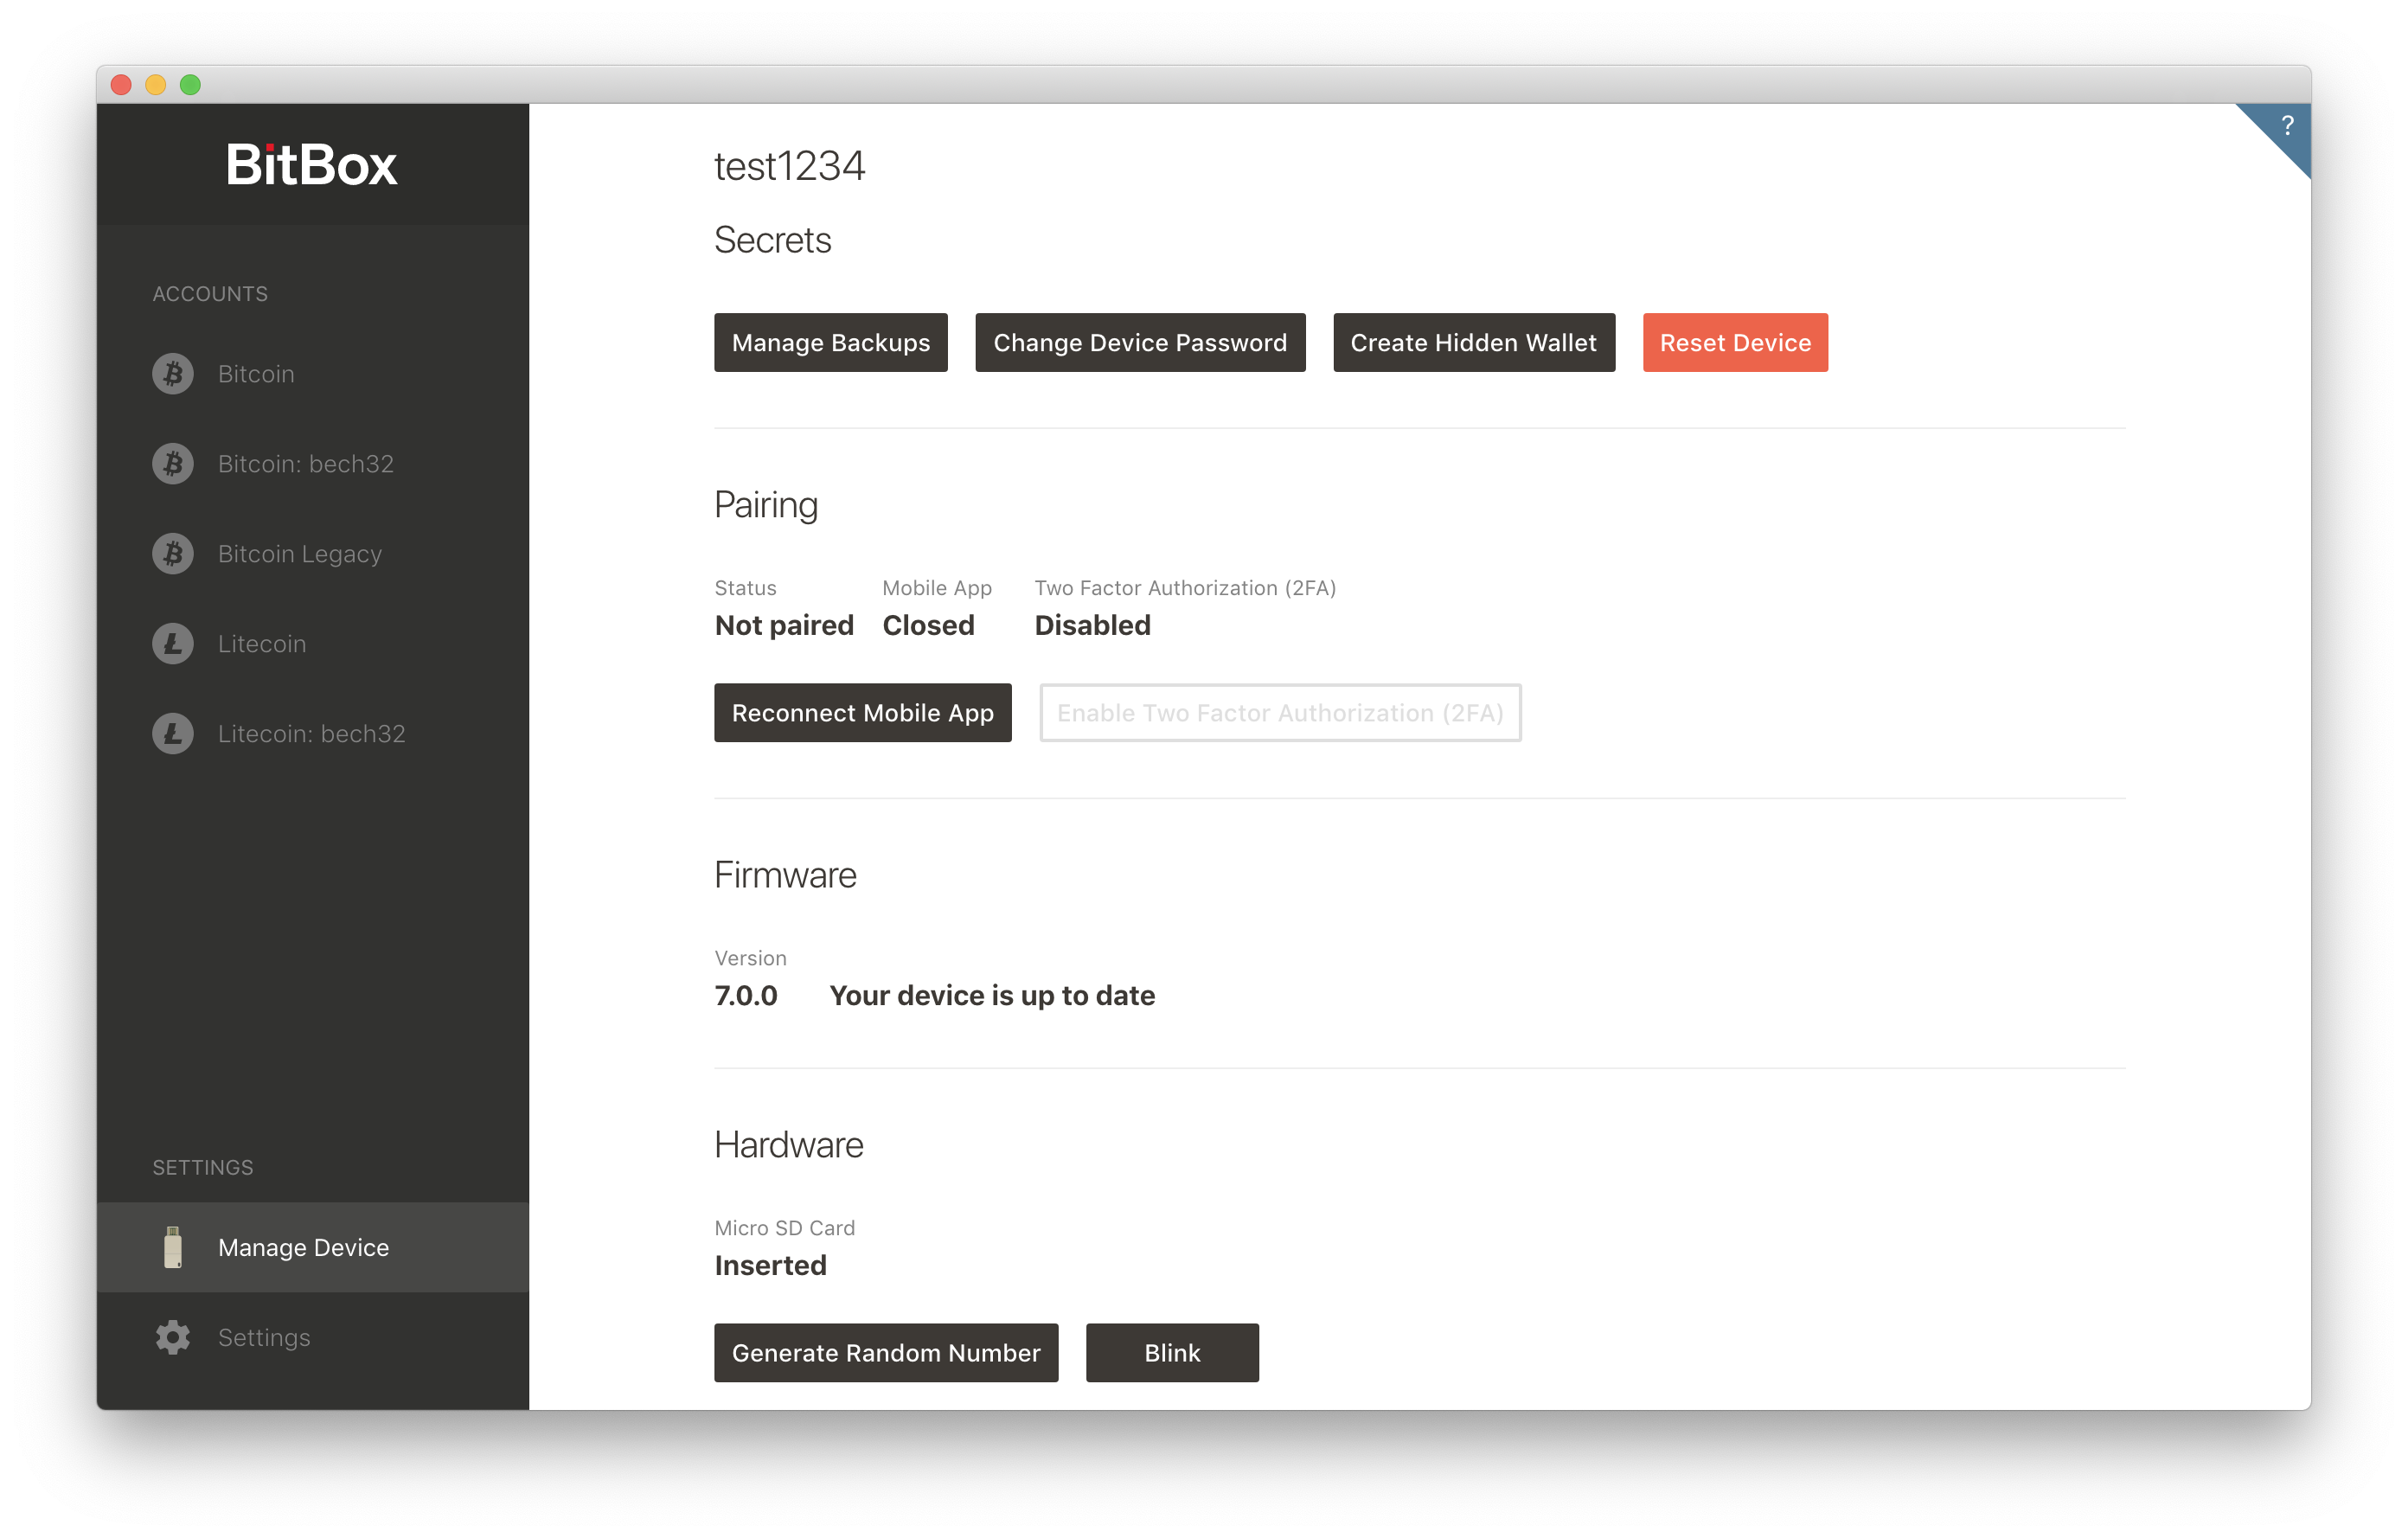 BitBox
ACCOUNTS
Bitcoin
Bitcoin: bech32
Bitcoin Legacy
Litecoin
Litecoin: bech32
SETTINGS
Manage Device
Settings
?
test1234
Secrets
Manage Backups Change Device Password Create Hidden Wallet Reset Device
Pairing
Status Mobile App Two Factor Authorization (2FA)
Not paired Closed Disabled
Reconnect Mobile App Enable Two Factor Authorization (2FA)
Firmware
Version
7.0.0 Your device is up to date
Hardware
Micro SD Card
Inserted
Generate Random Number Blink